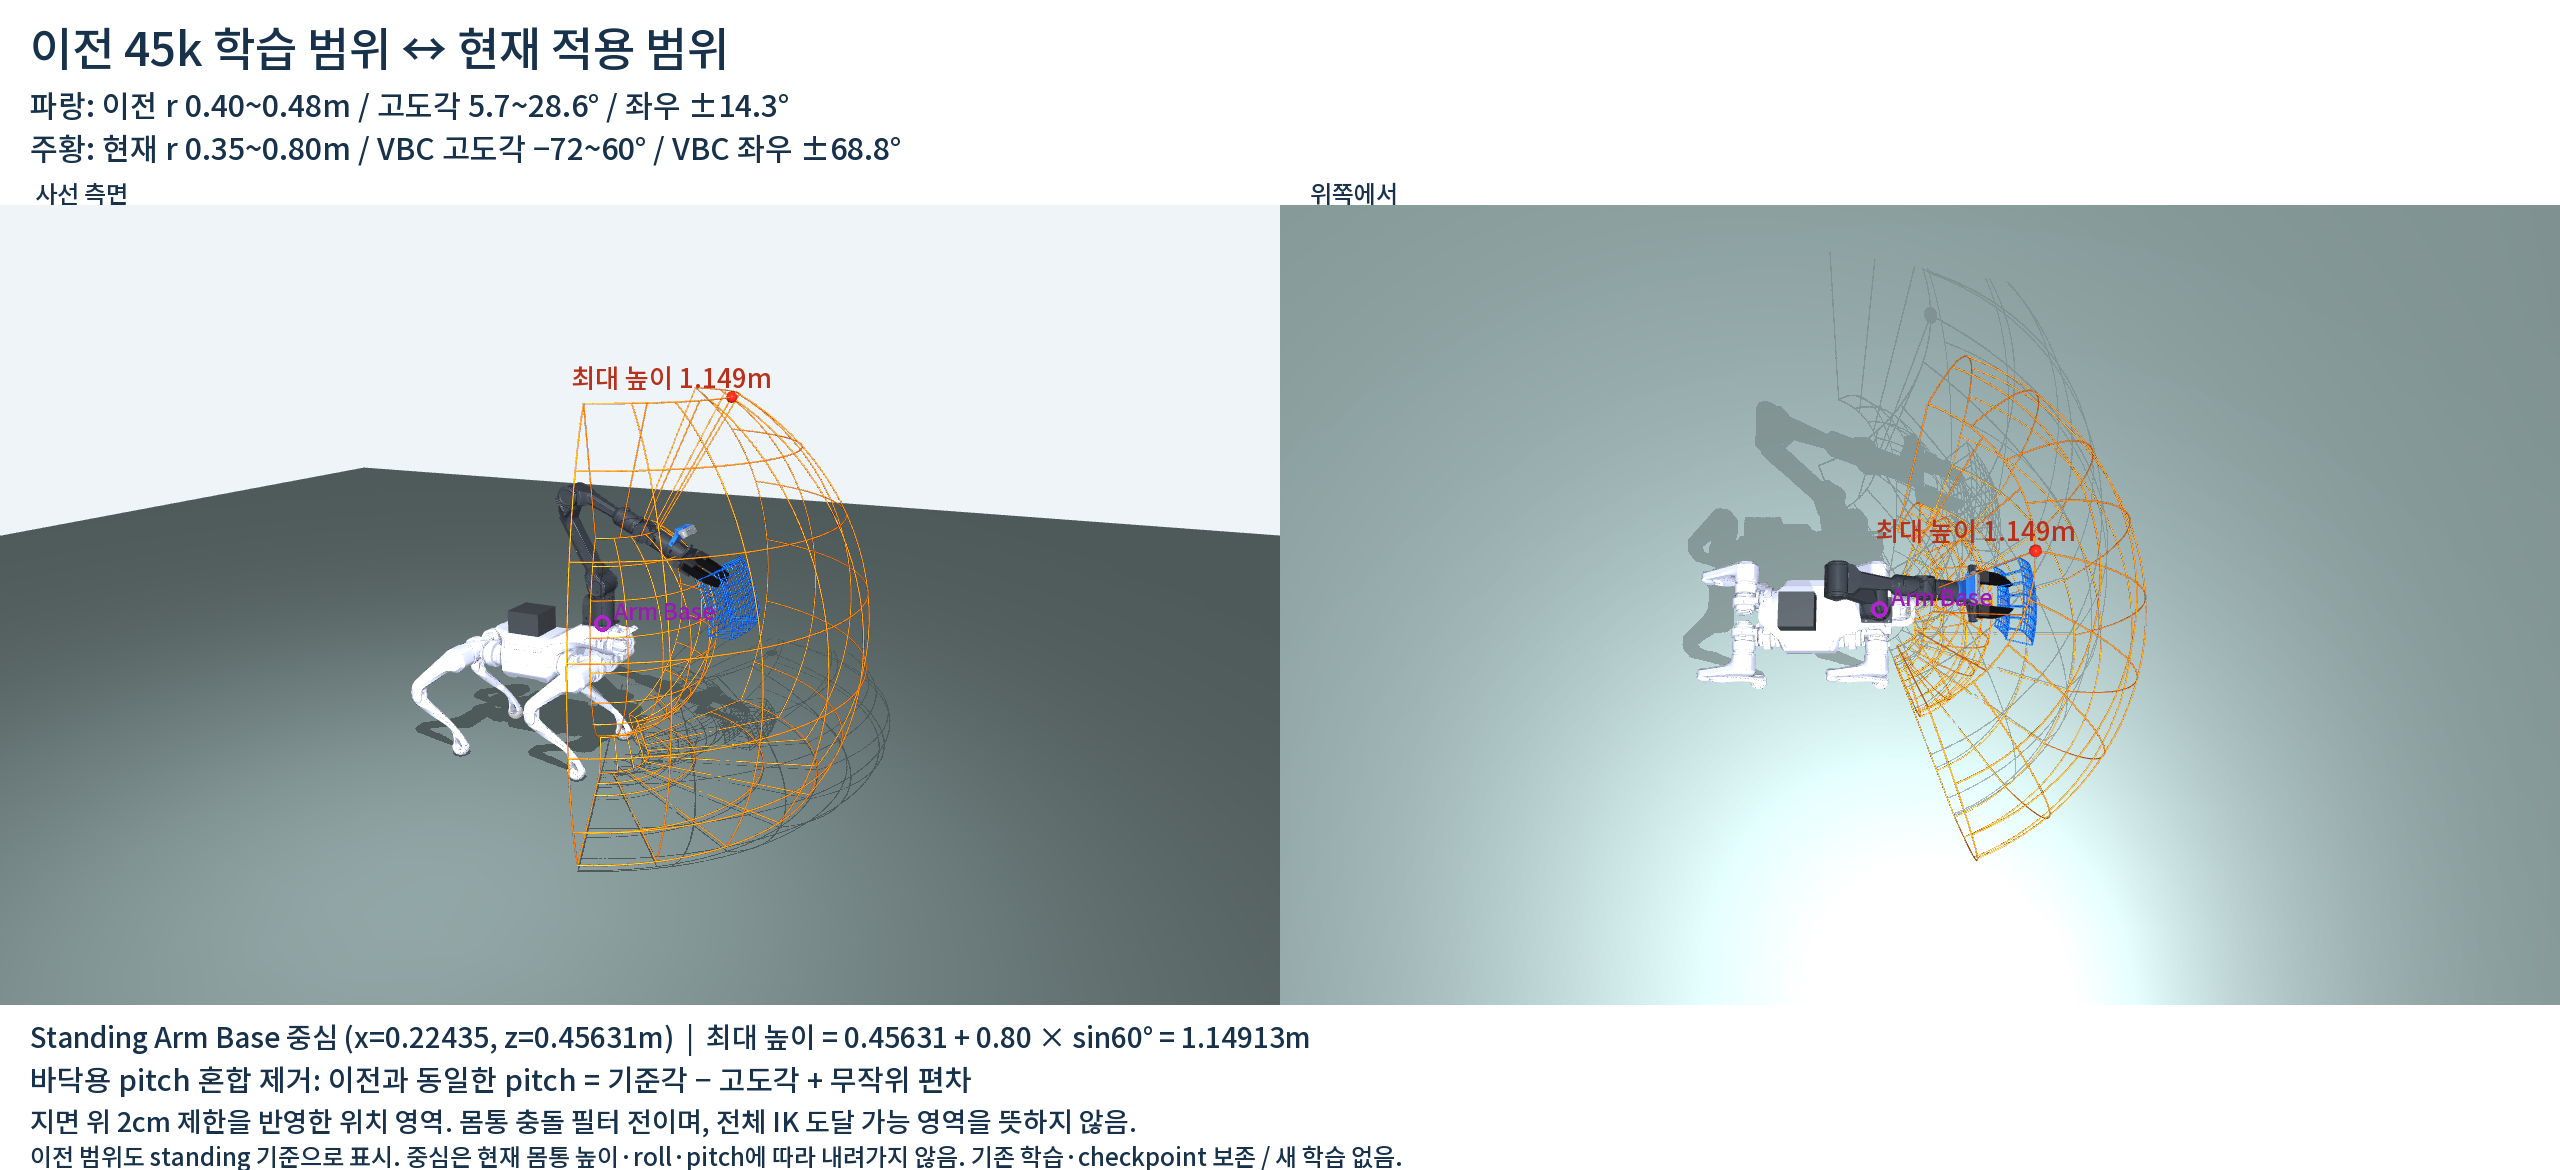 이전 45k 학습 범위 ↔ 현재 적용 범위
파랑: 이전 r 0.40~0.48m / 고도각 5.7~28.6° / 좌우 ±14.3°
주황: 현재 r 0.35~0.80m / VBC 고도각 −72~60° / VBC 좌우 ±68.8°
사선 측면
위쪽에서
최대 높이 1.149m
Arm Base
최대 높이 1.149m
Arm Base
Standing Arm Base 중심 (x=0.22435, z=0.45631m) | 최대 높이 = 0.45631 + 0.80 × sin60° = 1.14913m
바닥용 pitch 혼합 제거: 이전과 동일한 pitch = 기준각 − 고도각 + 무작위 편차
지면 위 2cm 제한을 반영한 위치 영역. 몸통 충돌 필터 전이며, 전체 IK 도달 가능 영역을 뜻하지 않음.
이전 범위도 standing 기준으로 표시. 중심은 현재 몸통 높이·roll·pitch에 따라 내려가지 않음. 기존 학습·checkpoint 보존 / 새 학습 없음.